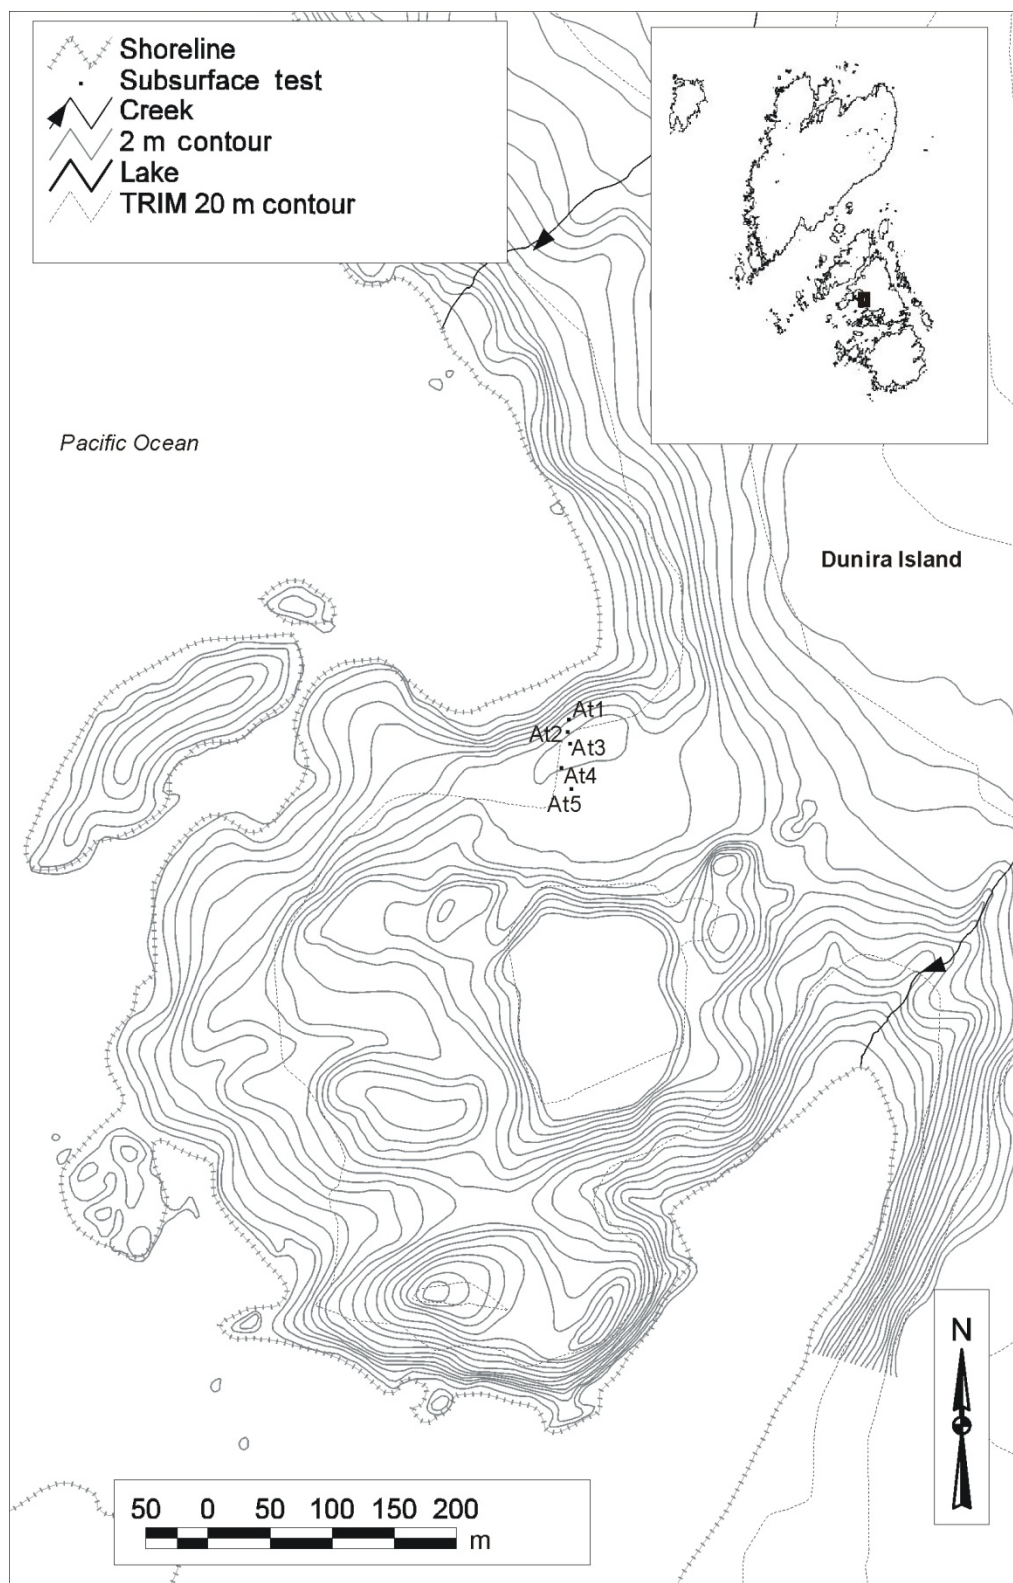 Shoreline
Subsurface test
Creek
2 m contour
Lake
TRIM 20 m contour
Pacific Ocean
Dunira Island
At1
At2
At3
At4
At5
N
50 0 50 100 150 200
m